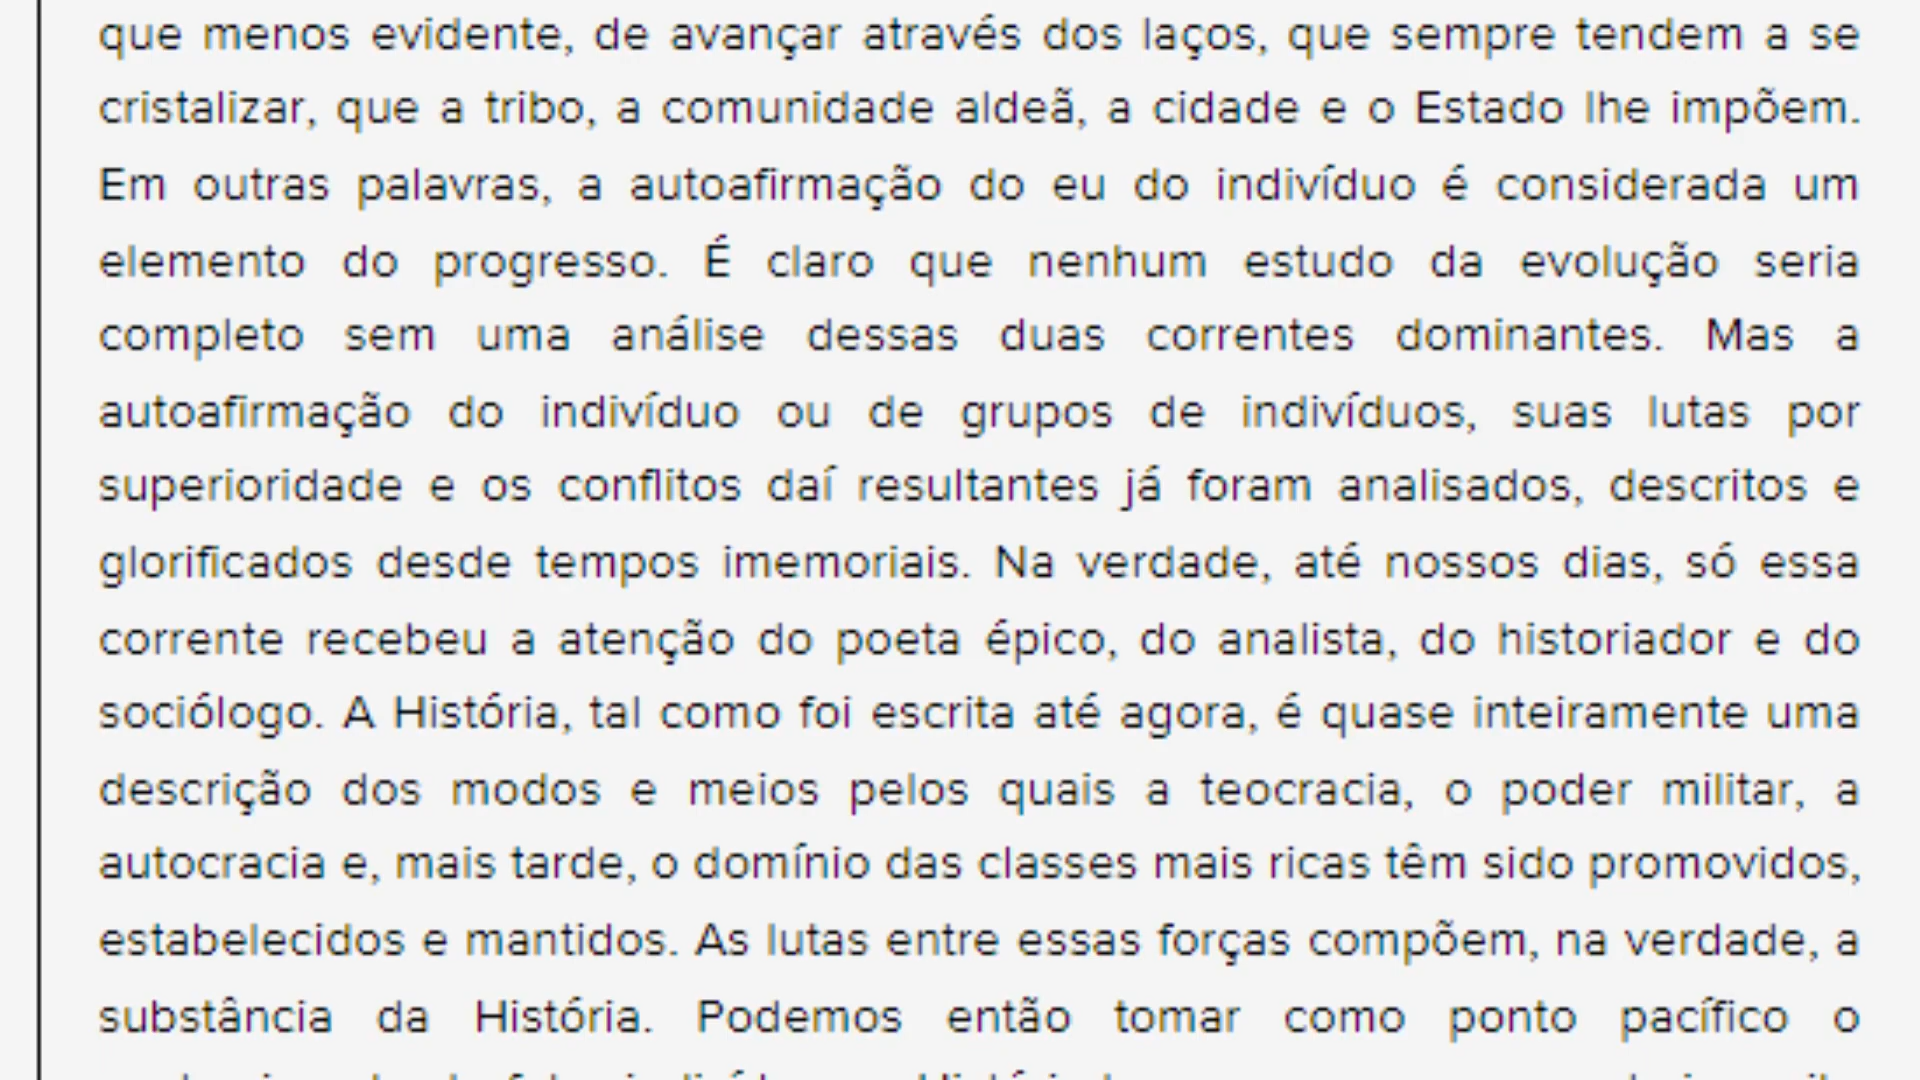 que menos evidente, de avançar através dos laços, que sempre tendem a se
cristalizar, que a tribo, a comunidade aldeã, a cidade e o Estado lhe impõem.
Em outras palavras, a autoafirmação do eu do indivíduo é considerada um
elemento do progresso. É claro que nenhum estudo da evolução seria
completo sem uma análise dessas duas correntes dominantes. Mas a
autoafirmação do indivíduo ou de grupos de indivíduos, suas lutas por
superioridade e os conflitos daí resultantes já foram analisados, descritos e
glorificados desde tempos imemoriais. Na verdade, até nossos dias, só essa
corrente recebeu a atenção do poeta épico, do analista, do historiador e do
sociólogo. A História, tal como foi escrita até agora, é quase inteiramente uma
descrição dos modos e meios pelos quais a teocracia, o poder militar, a
autocracia e, mais tarde, o domínio das classes mais ricas têm sido promovidos,
estabelecidos e mantidos. As lutas entre essas forças compõem, na verdade, a
substância da História. Podemos então tomar como ponto pacífico o